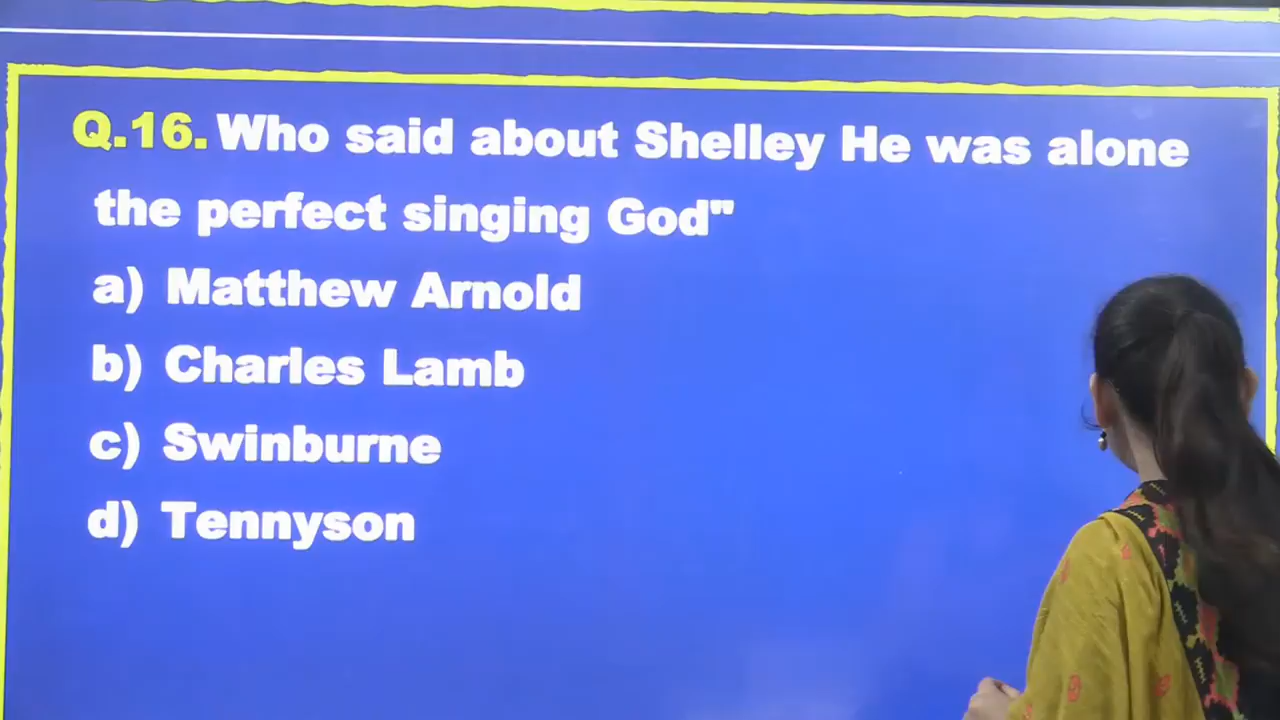 Q.16. Who said about Shelley He was alone
the perfect singing God"
a) Matthew Arnold
b) Charles Lamb
c) Swinburne
d) Tennyson